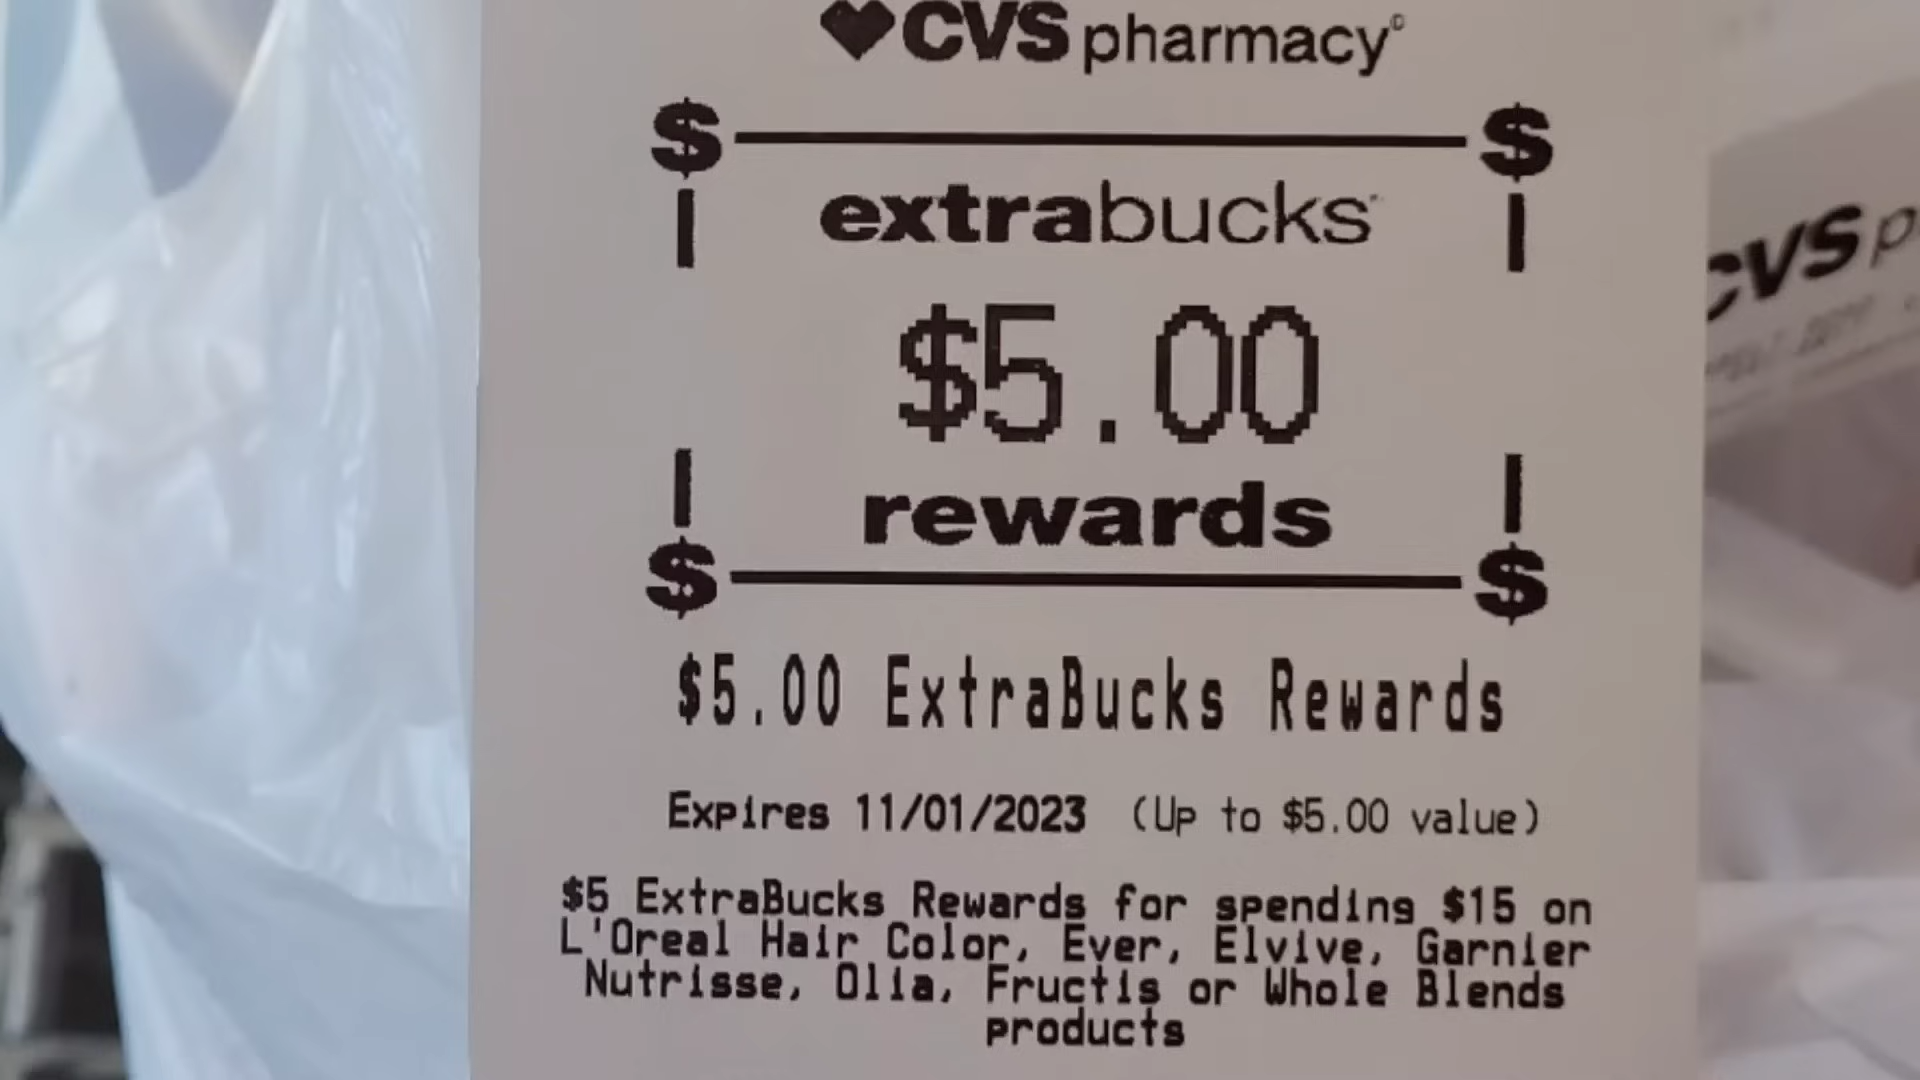 CVS pharmacy®
$ $
extrabucks
$5.00
rewards
$ $
$5.00 ExtraBucks Rewards
Expires 11/01/2023 (Up to $5.00 value)
$5 ExtraBucks Rewards for spending $15 on
L'Oreal Hair Color, Ever, Elvive, Garnier
Nutrisse, Olia, Fructis or Whole Blends
products
CVS p